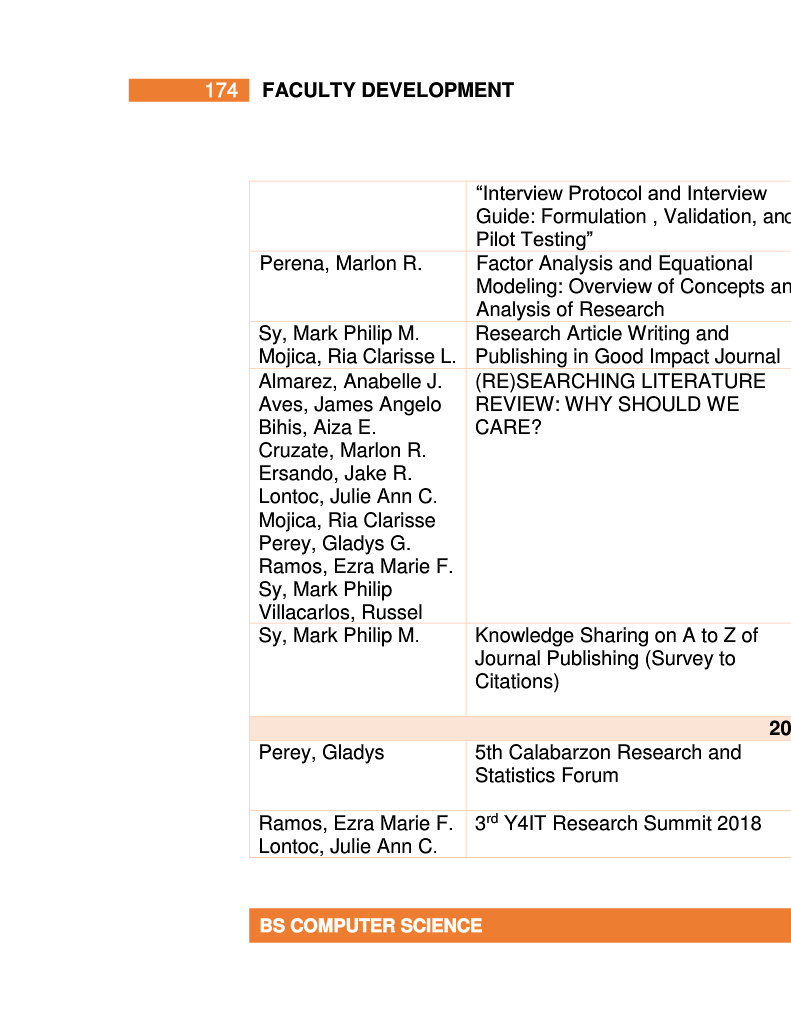 174 FACULTY DEVELOPMENT
“Interview Protocol and Interview
Guide: Formulation , Validation, and
Pilot Testing”
Perena, Marlon R.
Factor Analysis and Equational
Modeling: Overview of Concepts an
Analysis of Research
Sy, Mark Philip M.
Mojica, Ria Clarisse L.
Research Article Writing and
Publishing in Good Impact Journal
Almarez, Anabelle J.
Aves, James Angelo
Bihis, Aiza E.
Cruzate, Marlon R.
Ersando, Jake R.
Lontoc, Julie Ann C.
Mojica, Ria Clarisse
Perey, Gladys G.
Ramos, Ezra Marie F.
Sy, Mark Philip
Villacarlos, Russel
(RE)SEARCHING LITERATURE
REVIEW: WHY SHOULD WE
CARE?
Sy, Mark Philip M.
Knowledge Sharing on A to Z of
Journal Publishing (Survey to
Citations)
20
Perey, Gladys
5th Calabarzon Research and
Statistics Forum
Ramos, Ezra Marie F.
Lontoc, Julie Ann C.
3rd Y4IT Research Summit 2018
BS COMPUTER SCIENCE